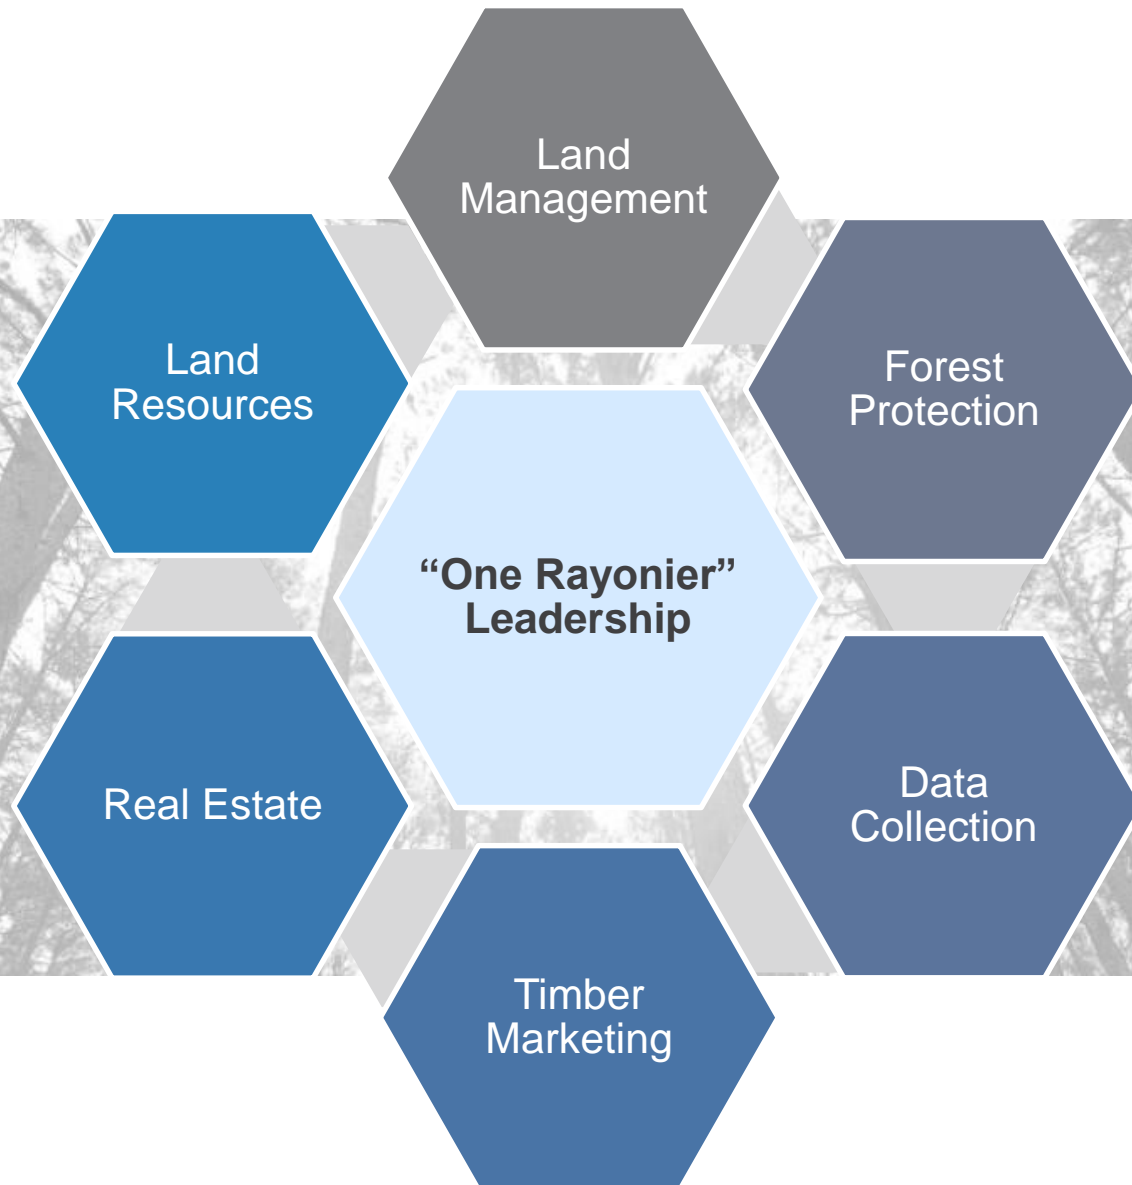 Land
Management
Land
Resources
Forest
Protection
“One Rayonier”
Leadership
Real Estate
Data
Collection
Timber
Marketing